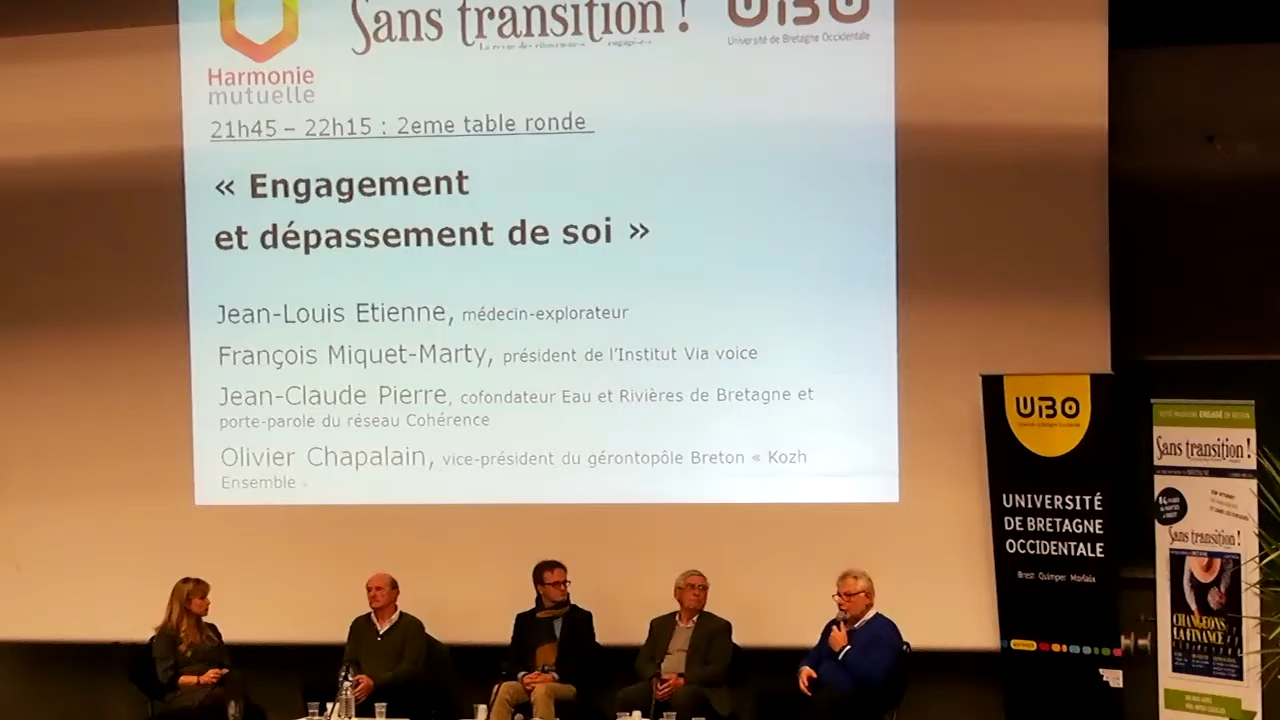 Harmonie
mutuelle
Sans transition !
UBO
Université de Bretagne Occidentale
21h45 – 22h15 : 2eme table ronde
« Engagement
et dépassement de soi »
Jean-Louis Etienne, médecin-explorateur
François Miquet-Marty, président de l'Institut Via voice
Jean-Claude Pierre, cofondateur Eau et Rivières de Bretagne et
porte-parole du réseau Cohérence
Olivier Chapalain, vice-président du gérontopôle Breton « Kozh
Ensemble
UBO
UNIVERSITÉ
DE BRETAGNE
OCCIDENTALE
Brest Quimper Morlaix
Sans transition !
Sans transition !
CHANGEONS
LA FINANCE